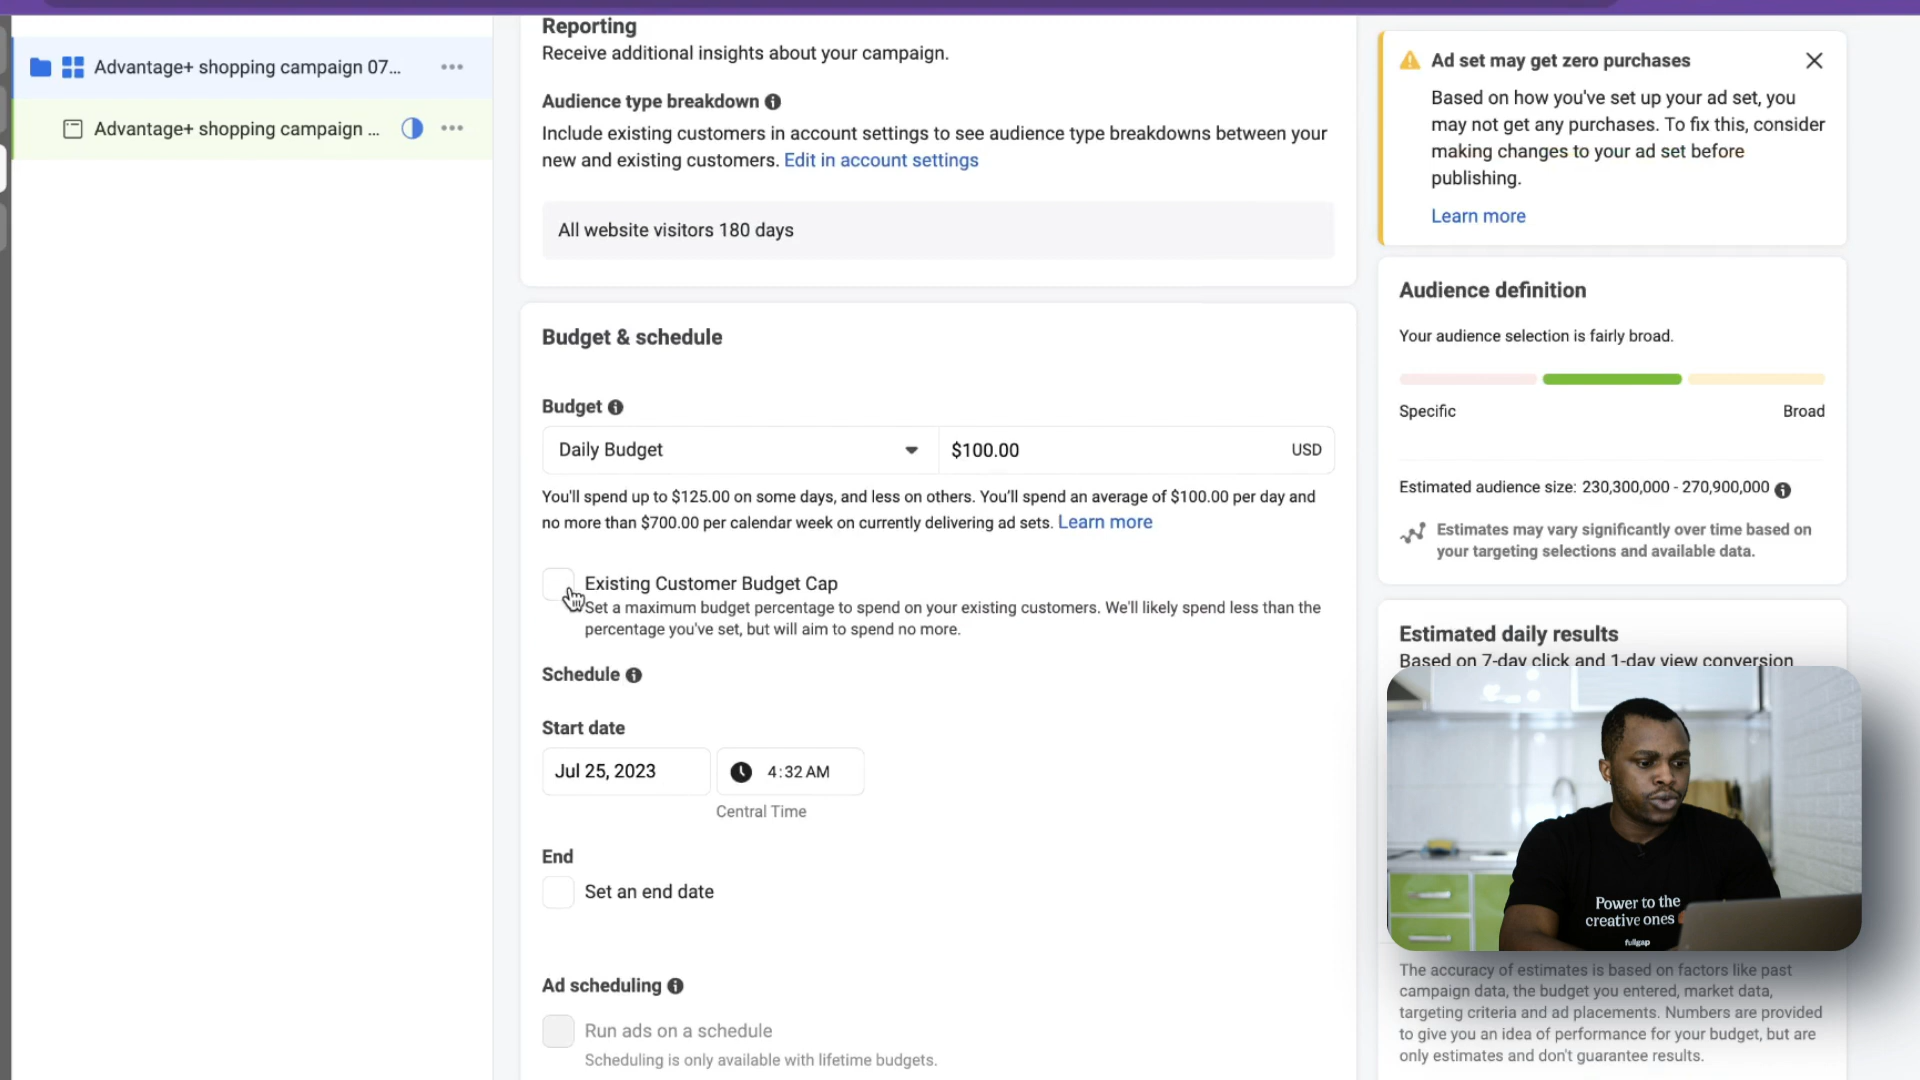 Advantage+ shopping campaign 07...
Advantage+ shopping campaign ...
Reporting
Receive additional insights about your campaign.
Audience type breakdown
Include existing customers in account settings to see audience type breakdowns between your
new and existing customers. Edit in account settings
All website visitors 180 days
Budget & schedule
Budget
Daily Budget
$100.00
USD
You'll spend up to $125.00 on some days, and less on others. You'll spend an average of $100.00 per day and
no more than $700.00 per calendar week on currently delivering ad sets. Learn more
Existing Customer Budget Cap
Set a maximum budget percentage to spend on your existing customers. We'll likely spend less than the
percentage you've set, but will aim to spend no more.
Schedule
Start date
Jul 25, 2023
4:32 AM
Central Time
End
Set an end date
Ad scheduling
Run ads on a schedule
Scheduling is only available with lifetime budgets.
Ad set may get zero purchases
Based on how you've set up your ad set, you
may not get any purchases. To fix this, consider
making changes to your ad set before
publishing.
Learn more
Audience definition
Your audience selection is fairly broad.
Specific
Broad
Estimated audience size: 230,300,000 - 270,900,000
Estimates may vary significantly over time based on
your targeting selections and available data.
Estimated daily results
Based on 7-day click and 1-day view conversion
Power to the
creative ones
fullgap
The accuracy of estimates is based on factors like past
campaign data, the budget you entered, market data,
targeting criteria and ad placements. Numbers are provided
to give you an idea of performance for your budget, but are
only estimates and don't guarantee results.